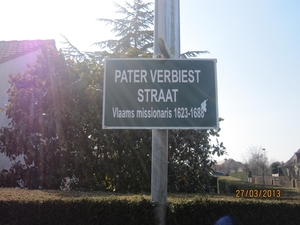 PATER VERBIEST
STRAAT
Vlaams missionaris 1623-1688
27/03/2013